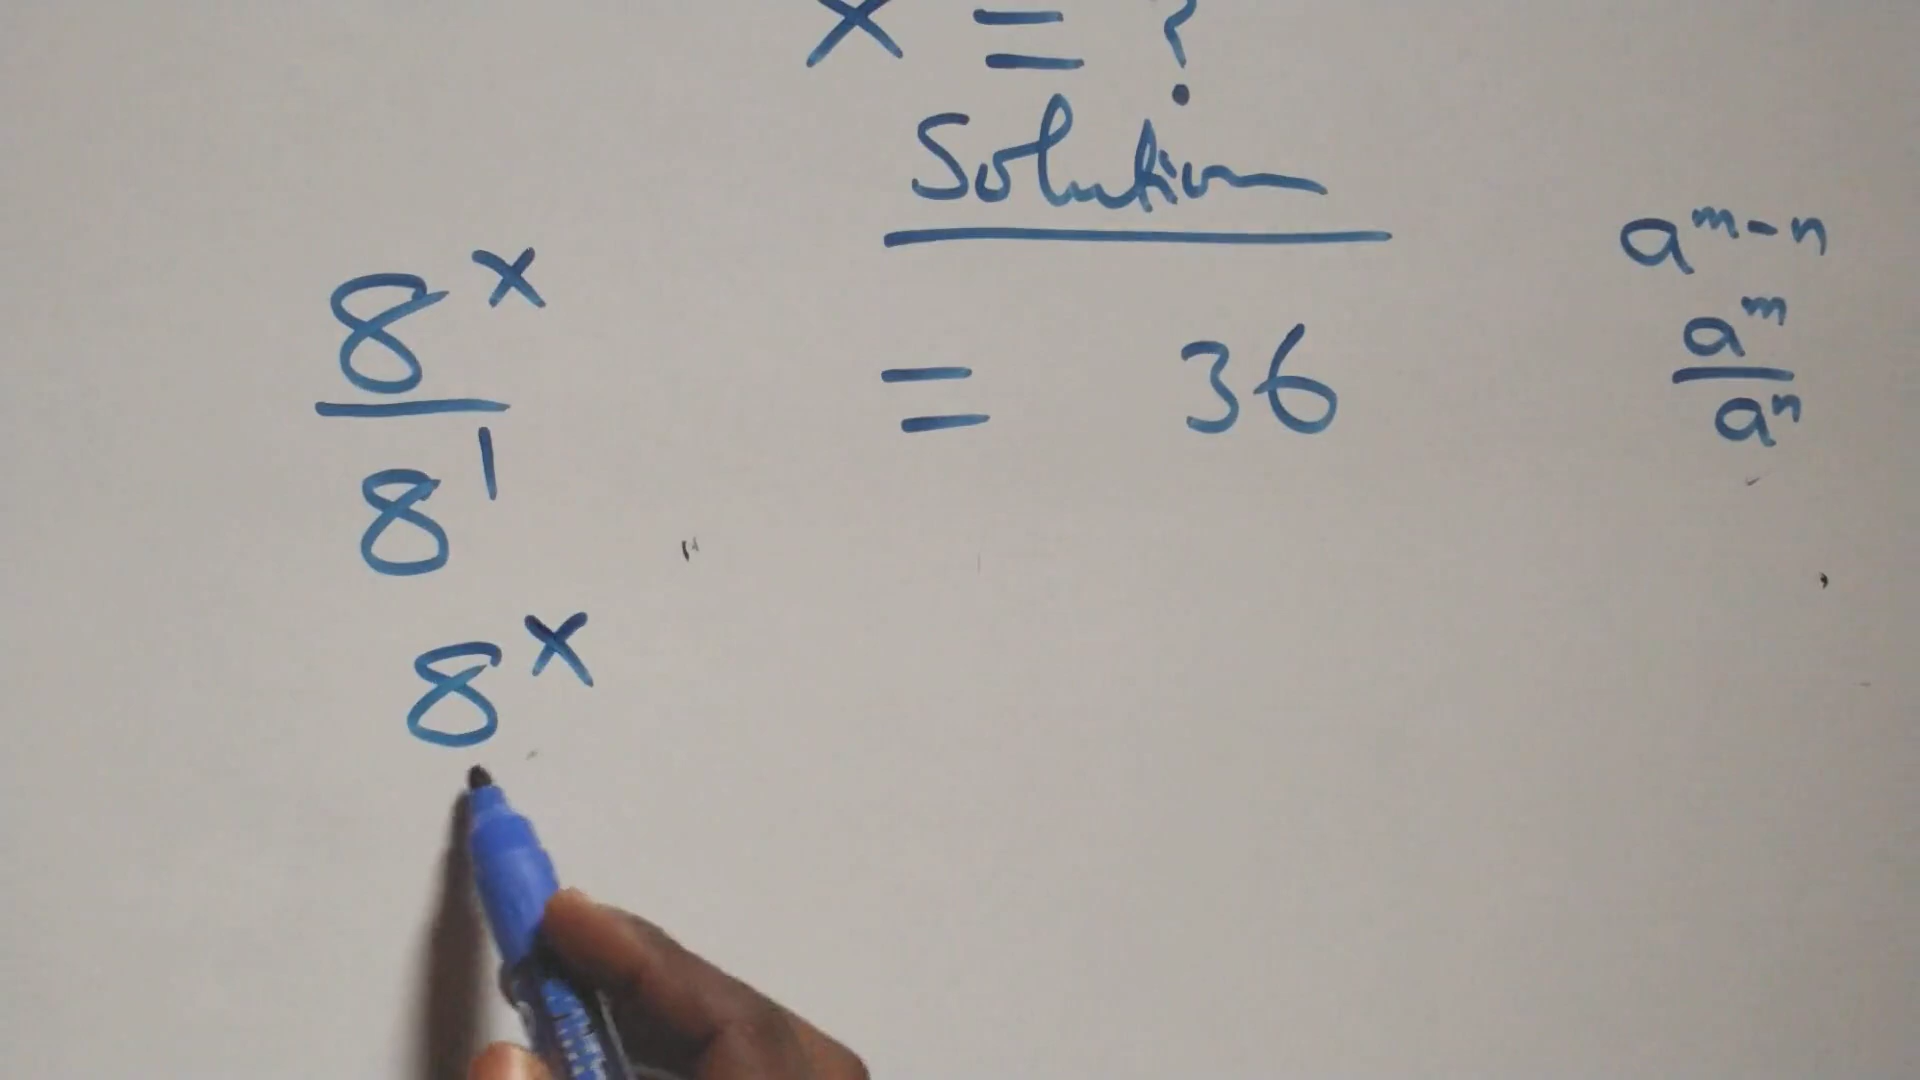 x = ?
Solution
8^x / 8^1 = 36
8^x
a^{m-n}
a^m / a^n